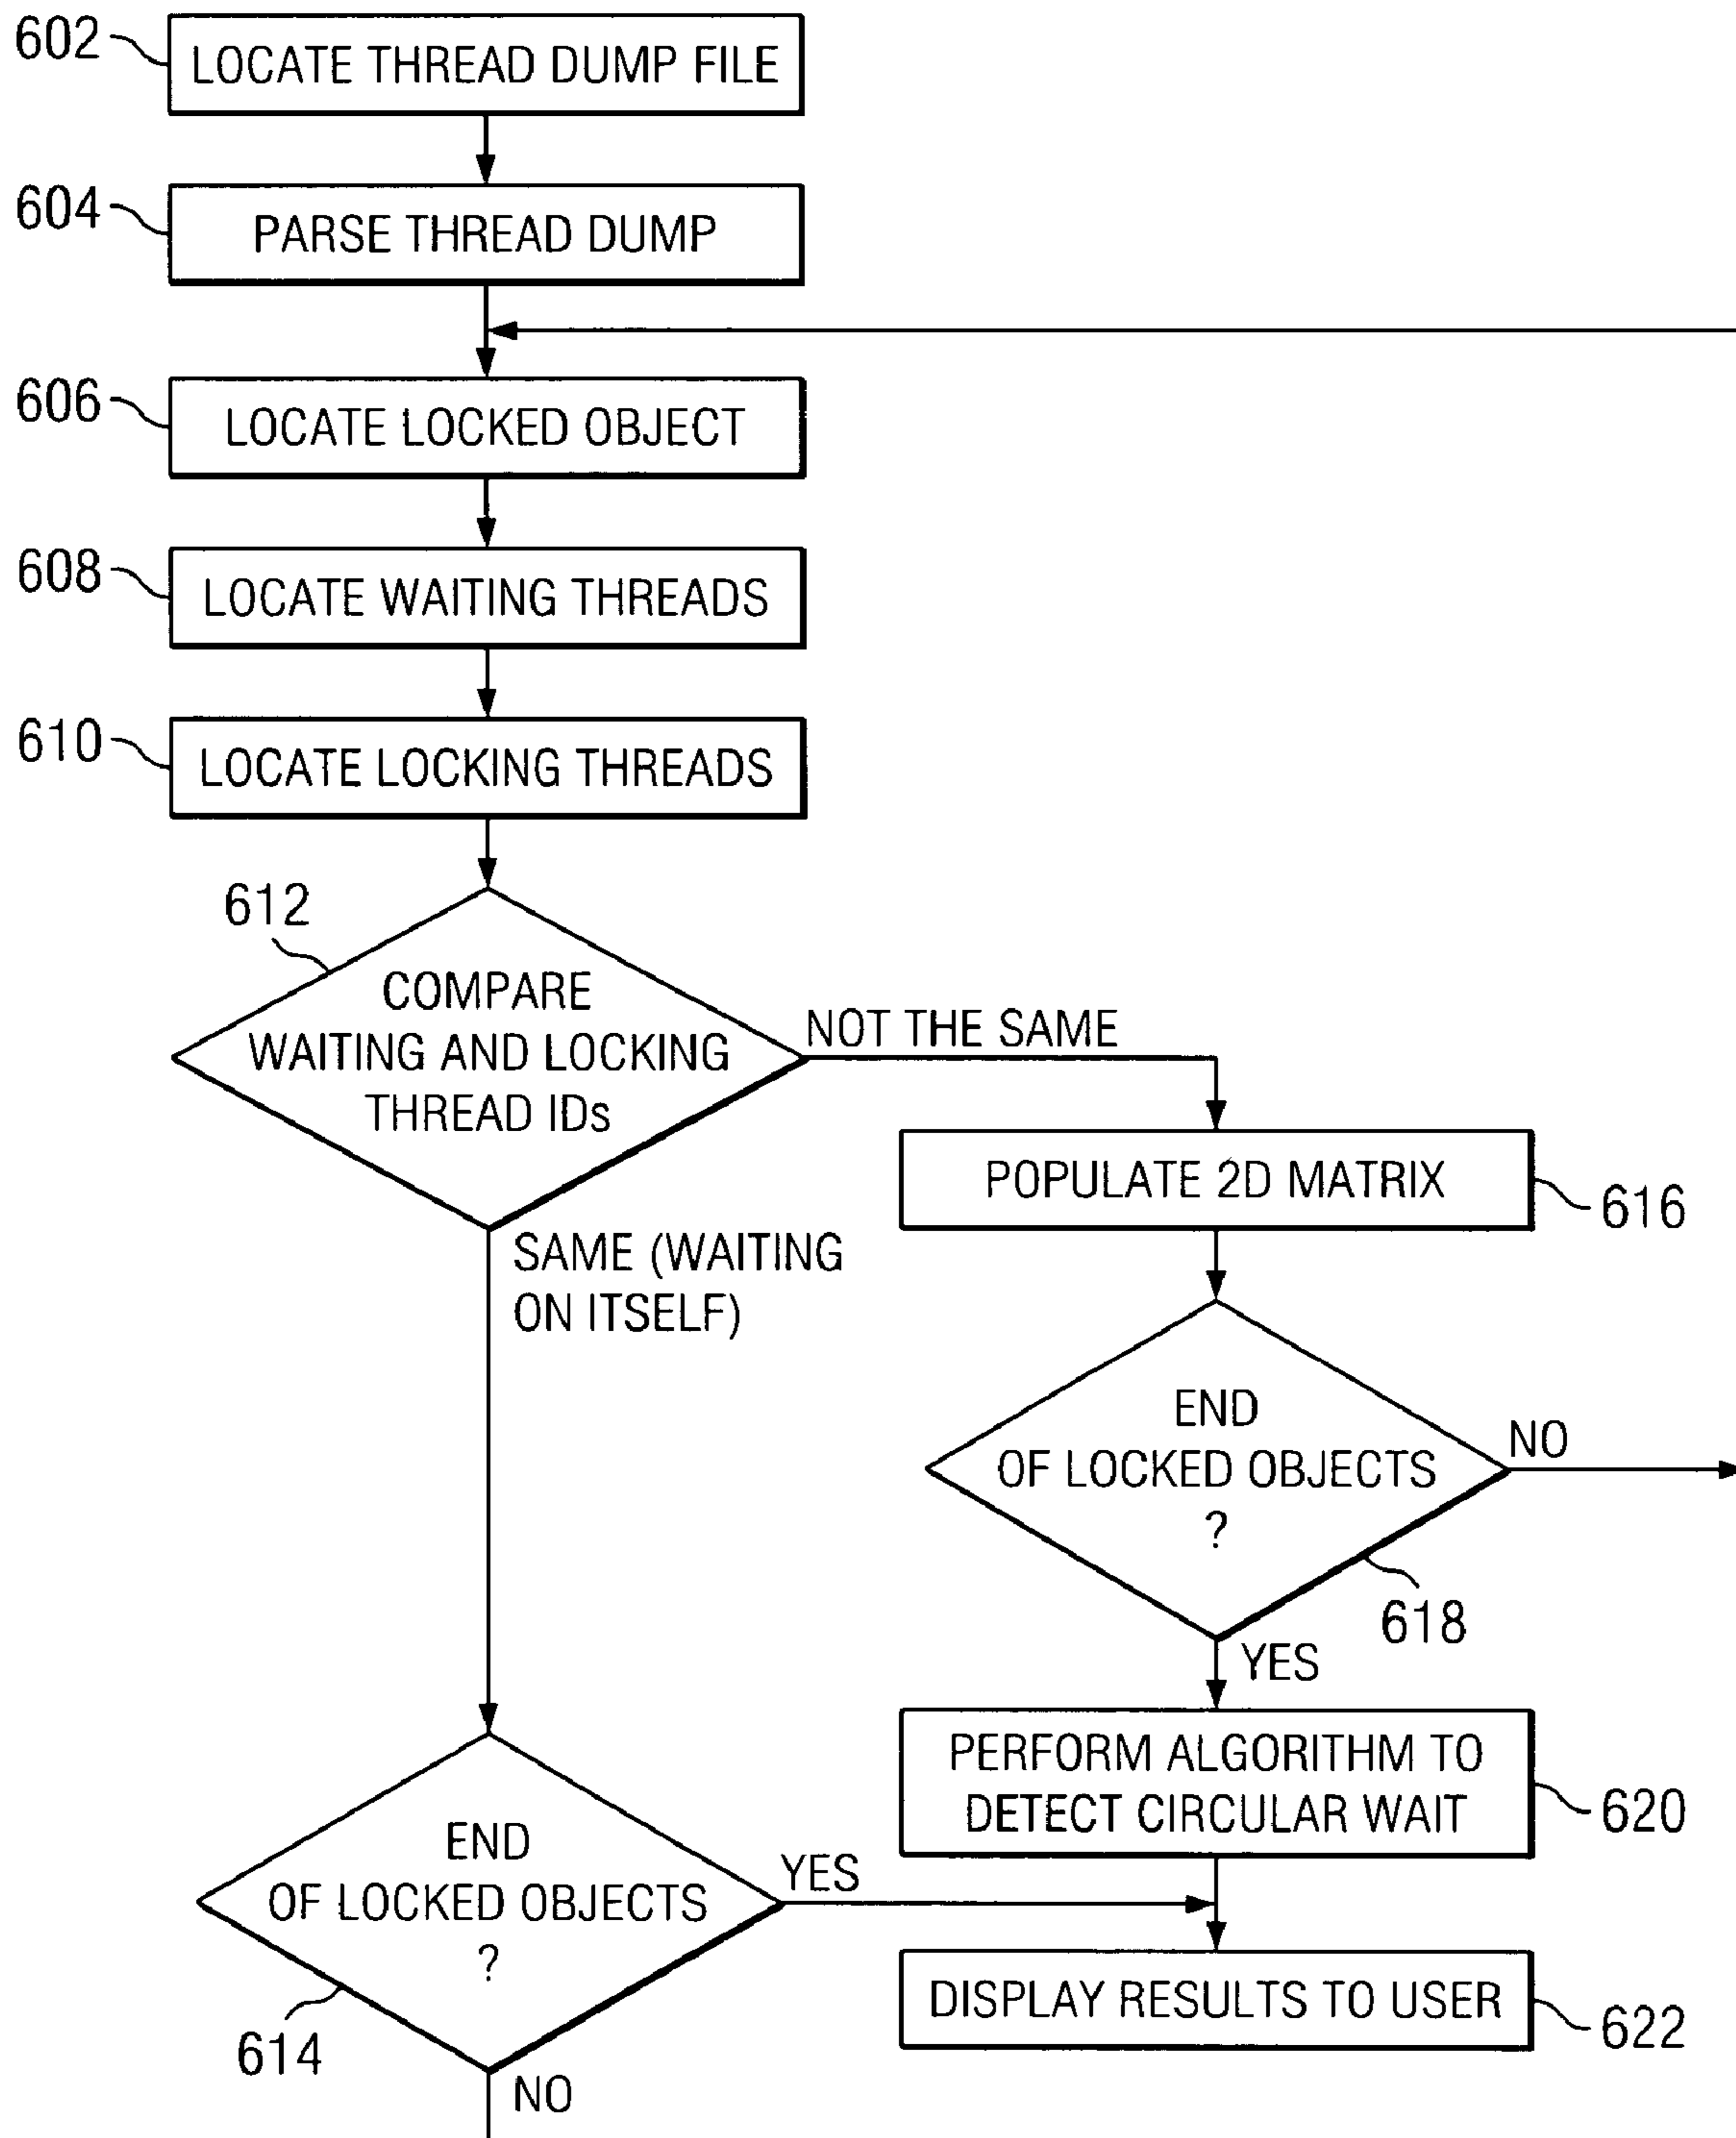 602
LOCATE THREAD DUMP FILE
604
PARSE THREAD DUMP
606
LOCATE LOCKED OBJECT
608
LOCATE WAITING THREADS
610
LOCATE LOCKING THREADS
612
COMPARE
WAITING AND LOCKING
THREAD IDs
NOT THE SAME
POPULATE 2D MATRIX
616
SAME (WAITING
ON ITSELF)
END
OF LOCKED OBJECTS
?
NO
618
YES
PERFORM ALGORITHM TO
DETECT CIRCULAR WAIT
620
END
OF LOCKED OBJECTS
?
YES
614
NO
DISPLAY RESULTS TO USER
622